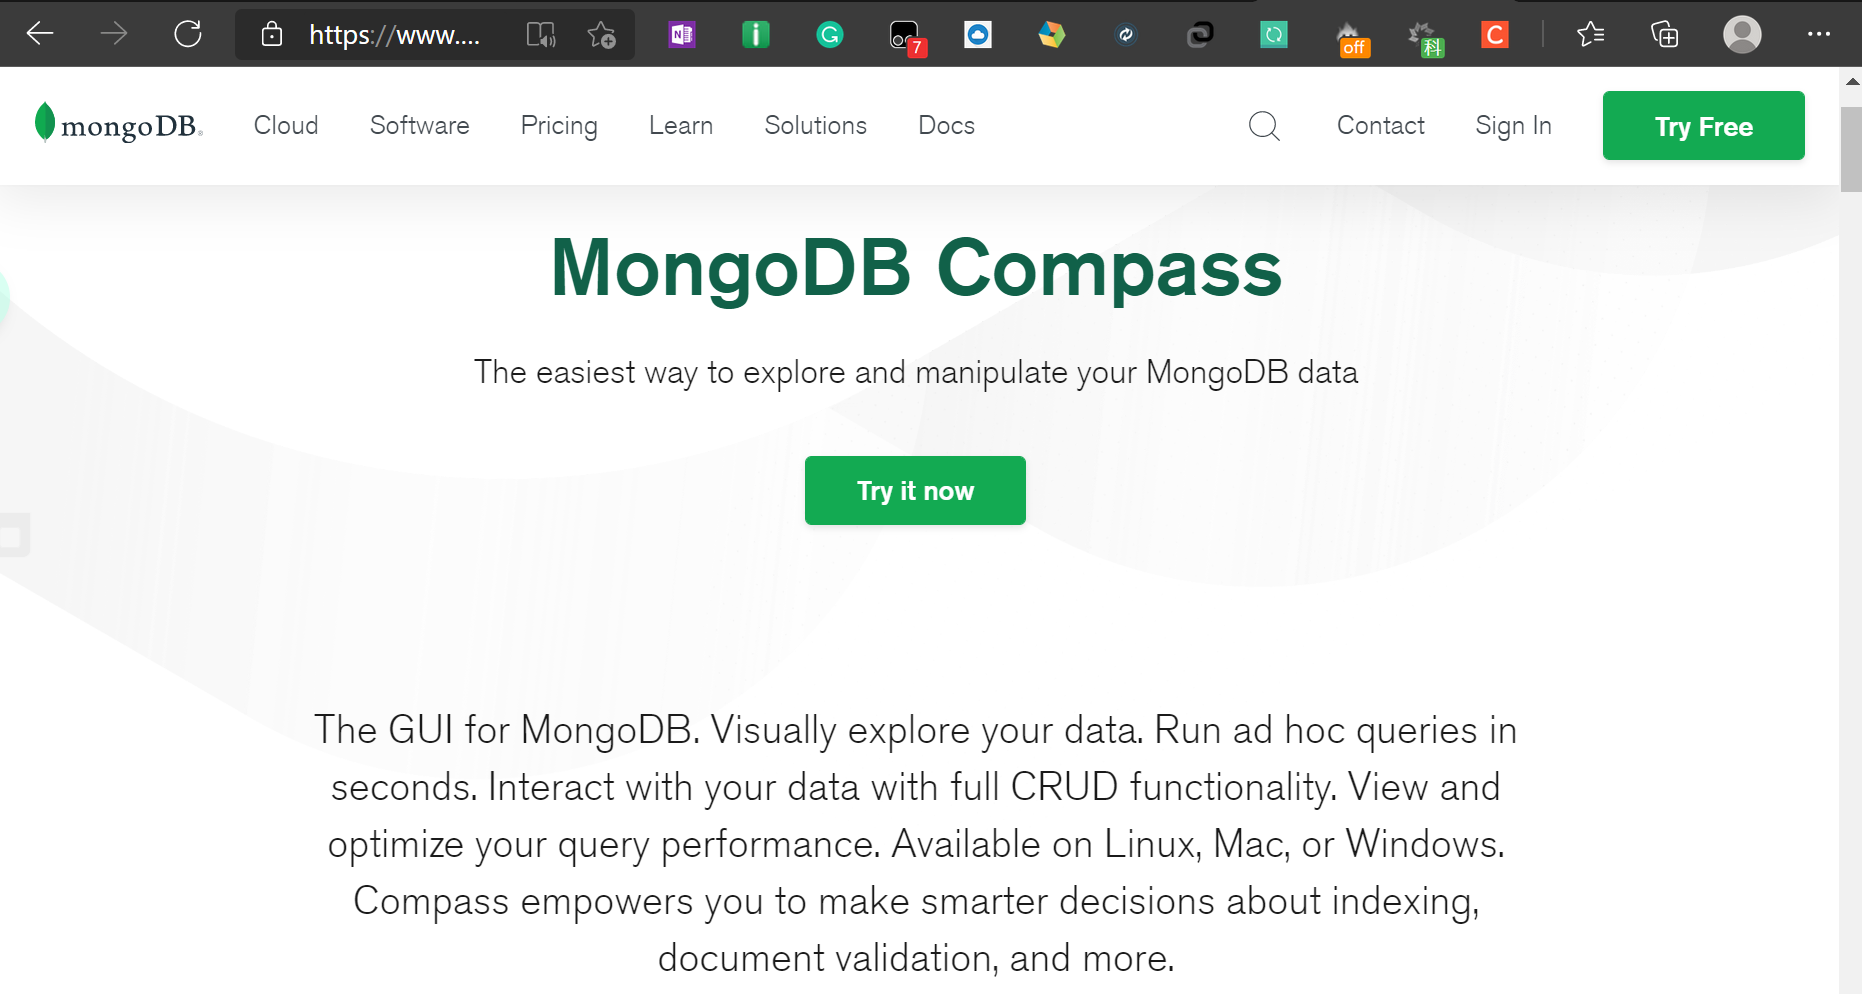 https://www....
7
off
科
C
mongoDB®
Cloud
Software
Pricing
Learn
Solutions
Docs
Contact
Sign In
Try Free
MongoDB Compass
The easiest way to explore and manipulate your MongoDB data
Try it now
The GUI for MongoDB. Visually explore your data. Run ad hoc queries in
seconds. Interact with your data with full CRUD functionality. View and
optimize your query performance. Available on Linux, Mac, or Windows.
Compass empowers you to make smarter decisions about indexing,
document validation, and more.